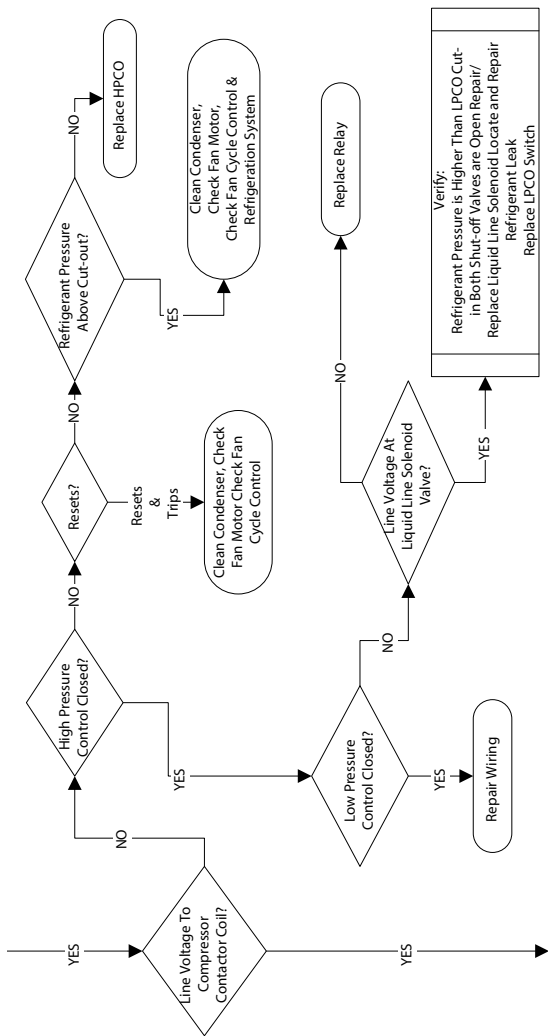 YES
Line Voltage To
Compressor
Contactor Coil?
NO
YES
High Pressure
Control Closed?
NO
YES
Resets?
NO
Resets
&
Trips
Clean Condenser, Check
Fan Motor Check Fan
Cycle Control
Refrigerant Pressure
Above Cut-out?
NO
Replace HPCO
YES
Clean Condenser,
Check Fan Motor,
Check Fan Cycle Control &
Refrigeration System
Low Pressure
Control Closed?
NO
YES
Repair Wiring
Line Voltage At
Liquid Line Solenoid
Valve?
NO
Replace Relay
YES
Verify:
Refrigerant Pressure is Higher Than LPCO Cut-
in Both Shut-off Valves are Open Repair/
Replace Liquid Line Solenoid Locate and Repair
Refrigerant Leak
Replace LPCO Switch